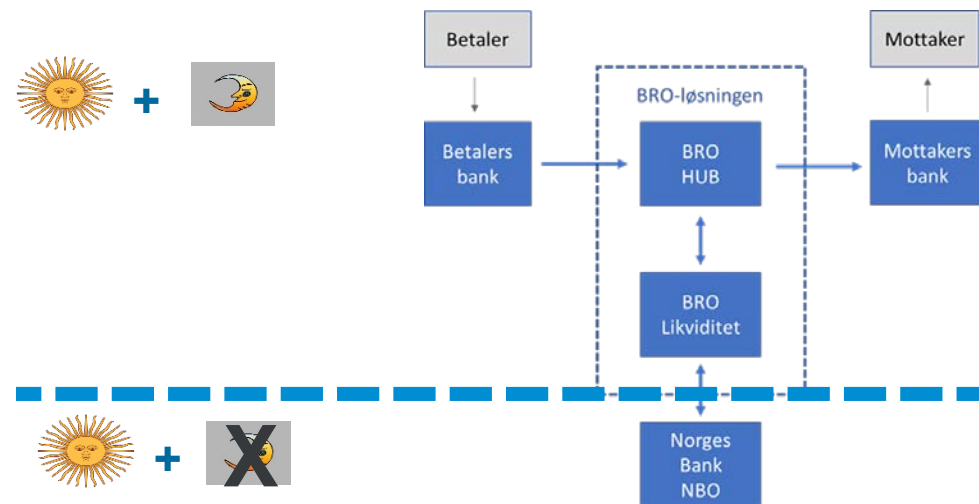 Betaler
Mottaker
BRO-løsningen
Betalers
bank
BRO
HUB
Mottakers
bank
BRO
Likviditet
Norges
Bank
NBO